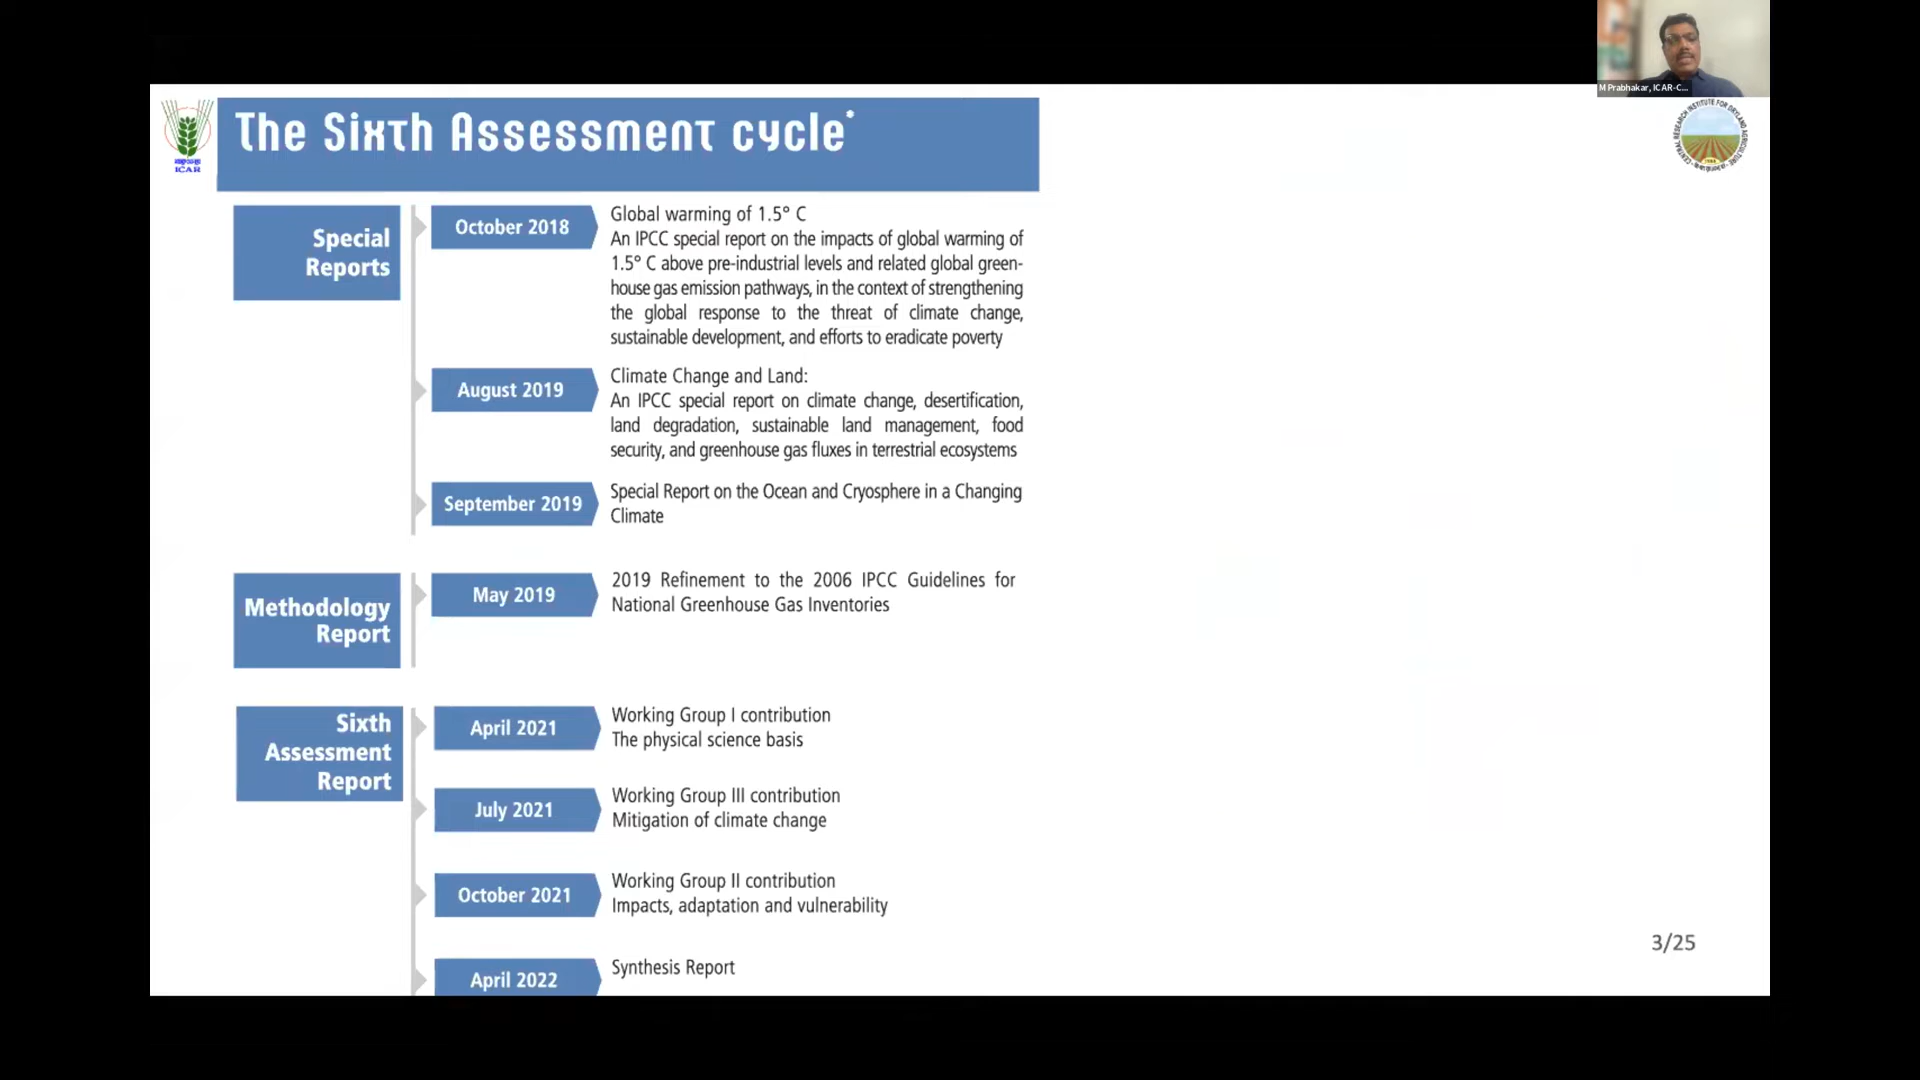 M Prabhakar, ICAR-C...
The Sixth Assessment cycle*
ICAR
CENTRAL RESEARCH INSTITUTE FOR DRYLAND AGRICULTURE
Special
Reports
October 2018
Global warming of 1.5° C
An IPCC special report on the impacts of global warming of
1.5° C above pre-industrial levels and related global green-
house gas emission pathways, in the context of strengthening
the global response to the threat of climate change,
sustainable development, and efforts to eradicate poverty
August 2019
Climate Change and Land:
An IPCC special report on climate change, desertification,
land degradation, sustainable land management, food
security, and greenhouse gas fluxes in terrestrial ecosystems
September 2019
Special Report on the Ocean and Cryosphere in a Changing
Climate
Methodology
Report
May 2019
2019 Refinement to the 2006 IPCC Guidelines for
National Greenhouse Gas Inventories
Sixth
Assessment
Report
April 2021
Working Group I contribution
The physical science basis
July 2021
Working Group III contribution
Mitigation of climate change
October 2021
Working Group II contribution
Impacts, adaptation and vulnerability
April 2022
Synthesis Report
3/25